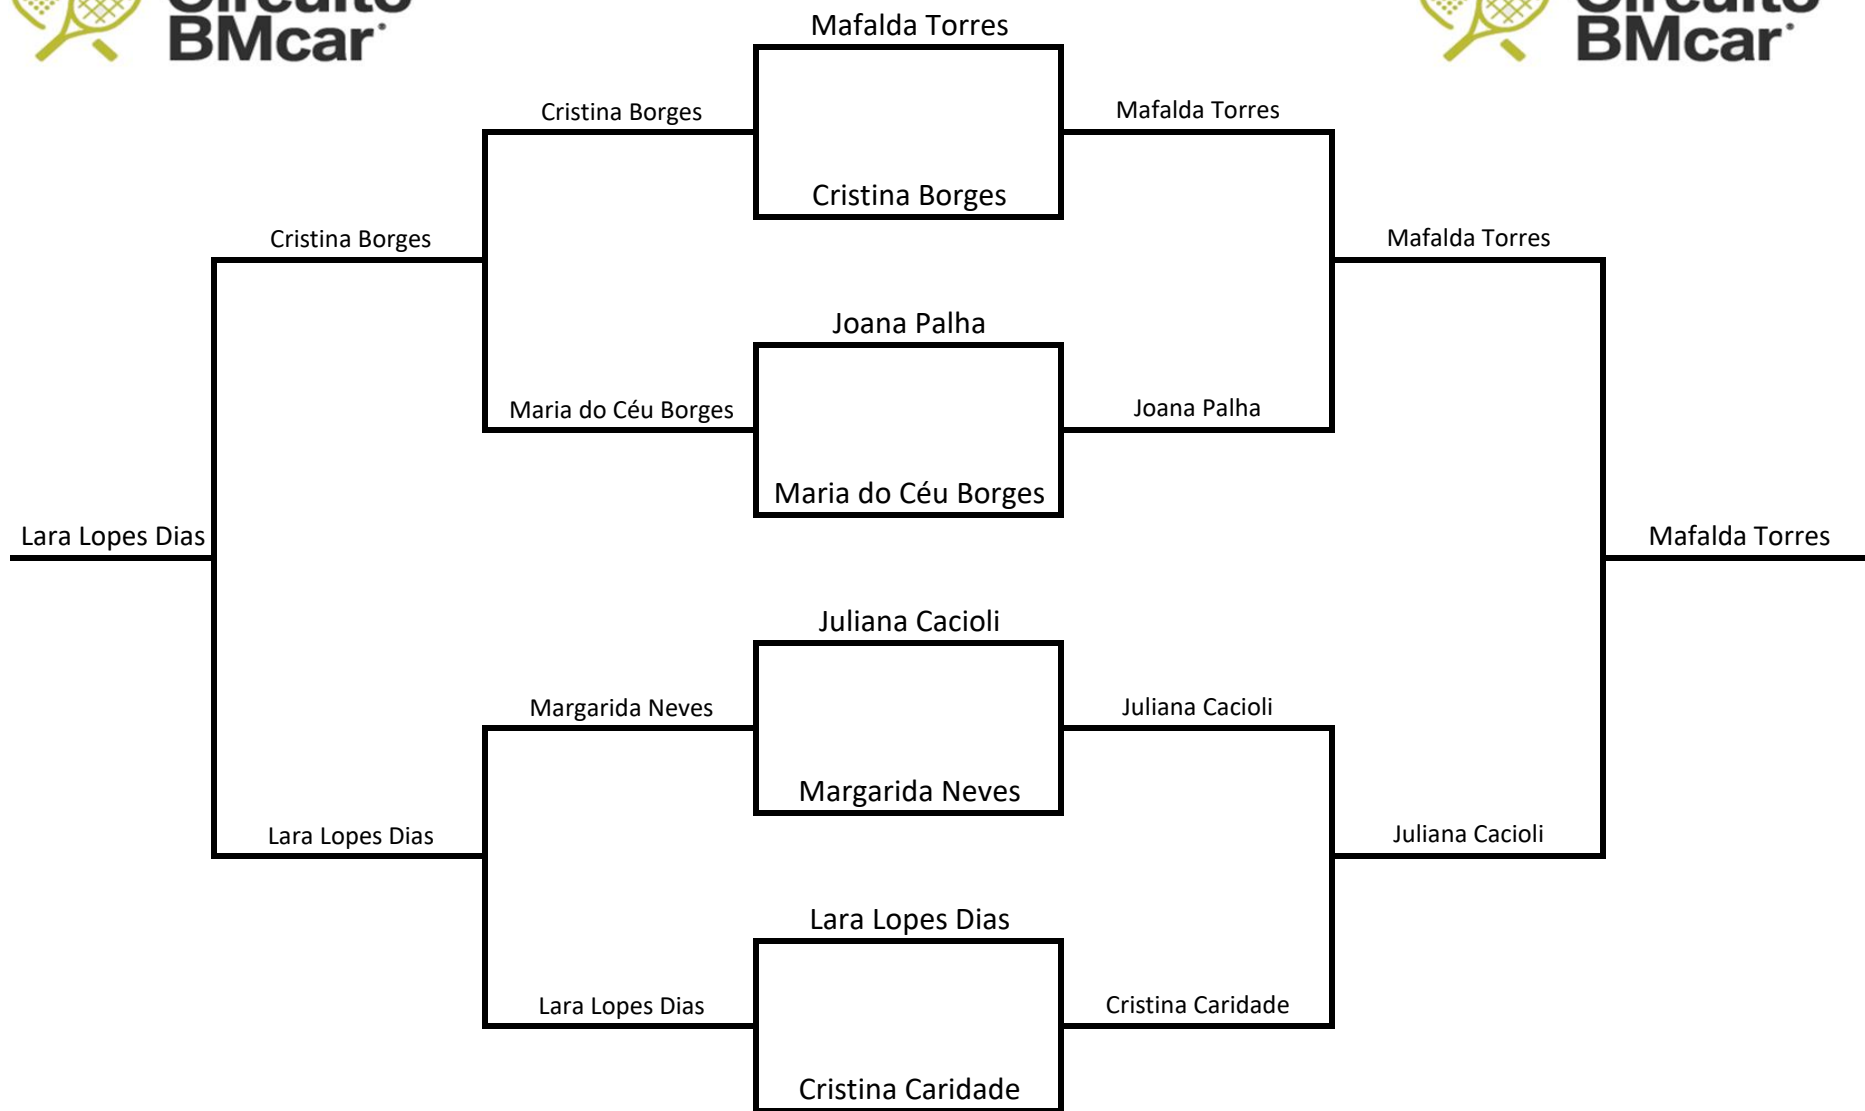 Circuito
BMcar
Circuito
BMcar
Mafalda Torres
Cristina Borges
Mafalda Torres
Cristina Borges
Cristina Borges
Mafalda Torres
Joana Palha
Maria do Céu Borges
Joana Palha
Maria do Céu Borges
Lara Lopes Dias
Mafalda Torres
Juliana Cacioli
Margarida Neves
Juliana Cacioli
Margarida Neves
Lara Lopes Dias
Juliana Cacioli
Lara Lopes Dias
Lara Lopes Dias
Cristina Caridade
Cristina Caridade